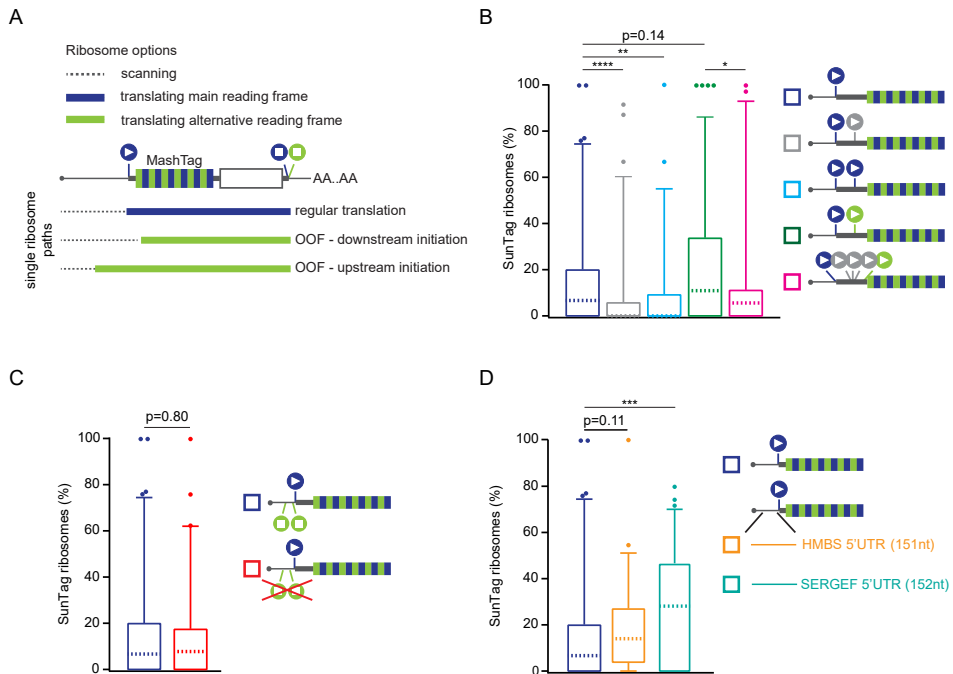 A
Ribosome options
scanning
translating main reading frame
translating alternative reading frame
MashTag
AA..AA
single ribosome
paths
regular translation
OOF - downstream initiation
OOF - upstream initiation
B
p=0.14
**
****
*
SunTag ribosomes (%)
100
80
60
40
20
0
C
p=0.80
SunTag ribosomes (%)
100
80
60
40
20
0
D
***
p=0.11
SunTag ribosomes (%)
100
80
60
40
20
0
HMBS 5'UTR (151nt)
SERGEF 5'UTR (152nt)